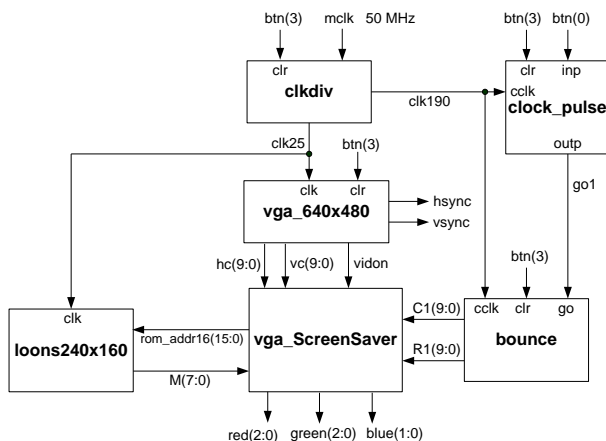 btn(3) mclk 50 MHz btn(3) btn(0)
clr clr inp
clkdiv cclk
clk190 clock_pulse
clk25 btn(3) outp
clk clr go1
vga_640x480 hsync
vsync
hc(9:0) vc(9:0) vidon btn(3)
clk C1(9:0) cclk clr go
loons240x160 rom_addr16(15:0) vga_ScreenSaver bounce
M(7:0) R1(9:0)
red(2:0) green(2:0) blue(1:0)